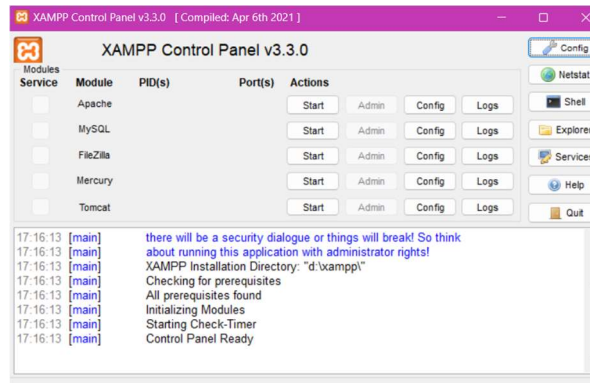 XAMPP Control Panel v3.3.0 [ Compiled: Apr 6th 2021 ]
XAMPP Control Panel v3.3.0
Config
Modules
Netstat
Service Module PID(s) Port(s) Actions
Shell
Apache Start Admin Config Logs
MySQL Start Admin Config Logs
Explorer
FileZilla Start Admin Config Logs
Services
Mercury Start Admin Config Logs
Help
Tomcat Start Admin Config Logs
Quit
17:16:13 [main] there will be a security dialogue or things will break! So think
17:16:13 [main] about running this application with administrator rights!
17:16:13 [main] XAMPP Installation Directory: "d:\xampp\"
17:16:13 [main] Checking for prerequisites
17:16:13 [main] All prerequisites found
17:16:13 [main] Initializing Modules
17:16:13 [main] Starting Check-Timer
17:16:13 [main] Control Panel Ready